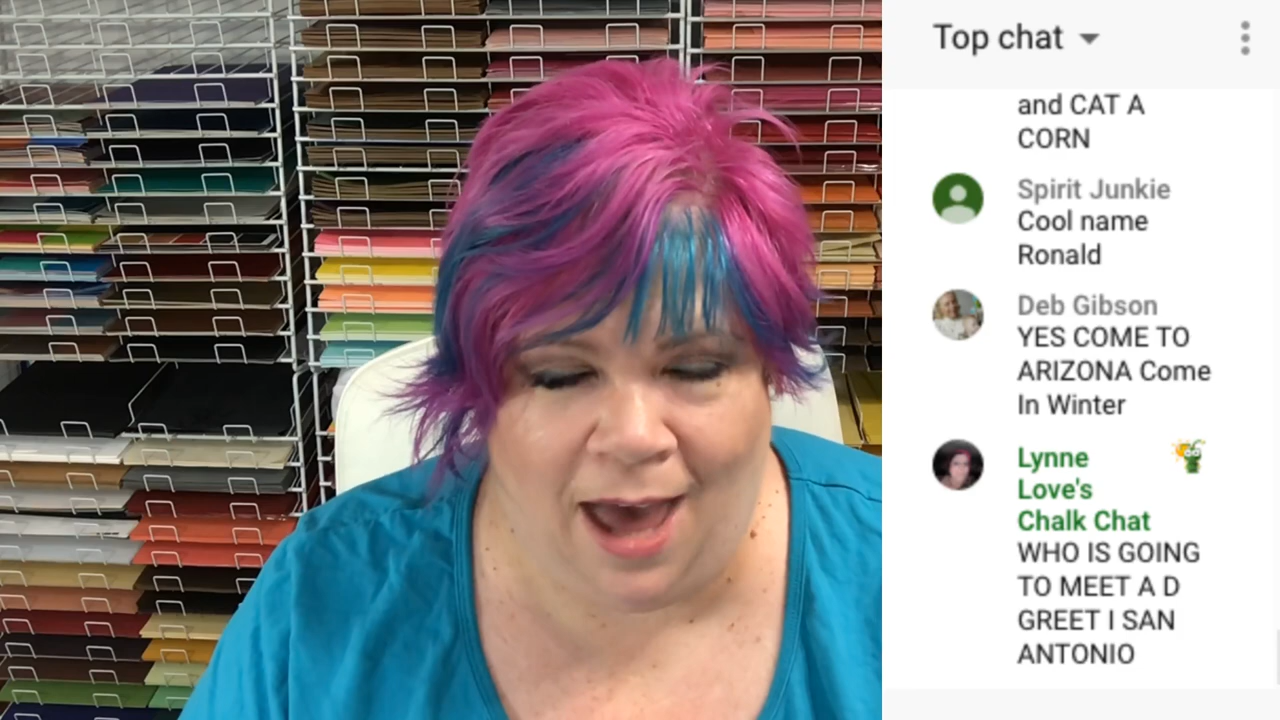 Top chat
and CAT A
CORN
Spirit Junkie
Cool name
Ronald
Deb Gibson
YES COME TO
ARIZONA Come
In Winter
Lynne
Love's
Chalk Chat
WHO IS GOING
TO MEET A D
GREET I SAN
ANTONIO